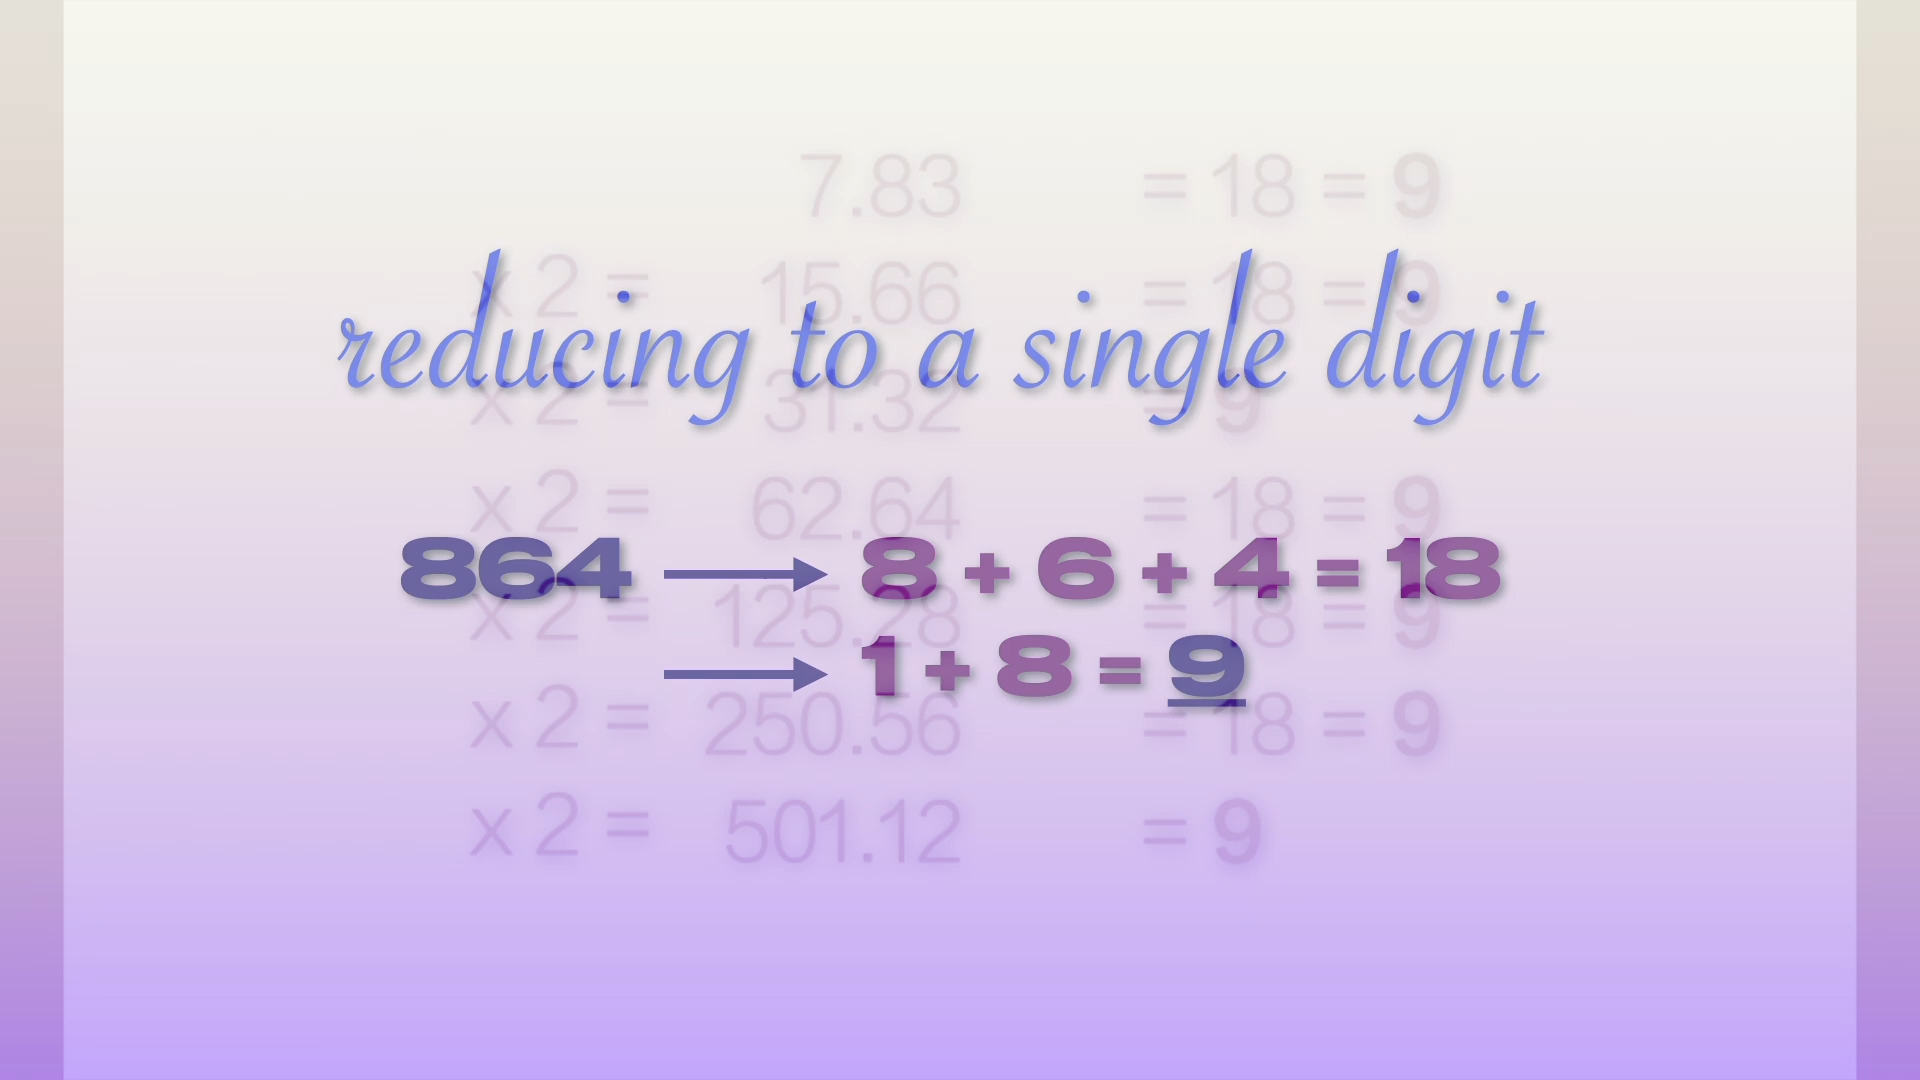 7.83 = 18 = 9
x 2 = 15.66 = 18 = 9
reducing to a single digit
x 2 = 31.32 = 9
x 2 = 62.64 = 18 = 9
864 → 8 + 6 + 4 = 18
x 2 = 125.28 = 18 = 9
→ 1 + 8 = 9
x 2 = 250.56 = 18 = 9
x 2 = 501.12 = 9